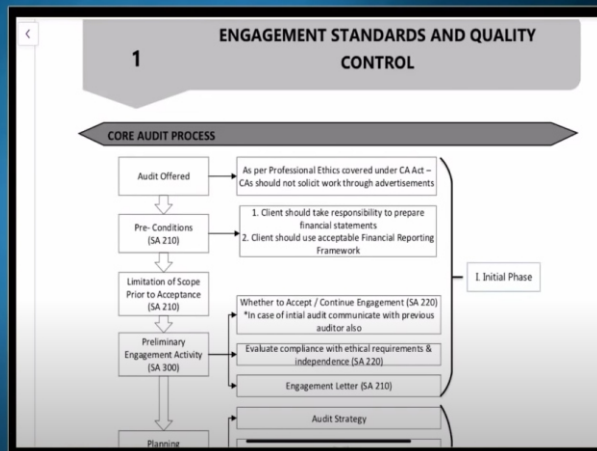 1
ENGAGEMENT STANDARDS AND QUALITY
CONTROL
CORE AUDIT PROCESS
Audit Offered
As per Professional Ethics covered under CA Act –
CAs should not solicit work through advertisements
Pre- Conditions
(SA 210)
1. Client should take responsibility to prepare
financial statements
2. Client should use acceptable Financial Reporting
Framework
I. Initial Phase
Limitation of Scope
Prior to Acceptance
(SA 210)
Whether to Accept / Continue Engagement (SA 220)
*In case of intial audit communicate with previous
auditor also
Preliminary
Engagement Activity
(SA 300)
Evaluate compliance with ethical requirements &
independence (SA 220)
Engagement Letter (SA 210)
Audit Strategy
Planning